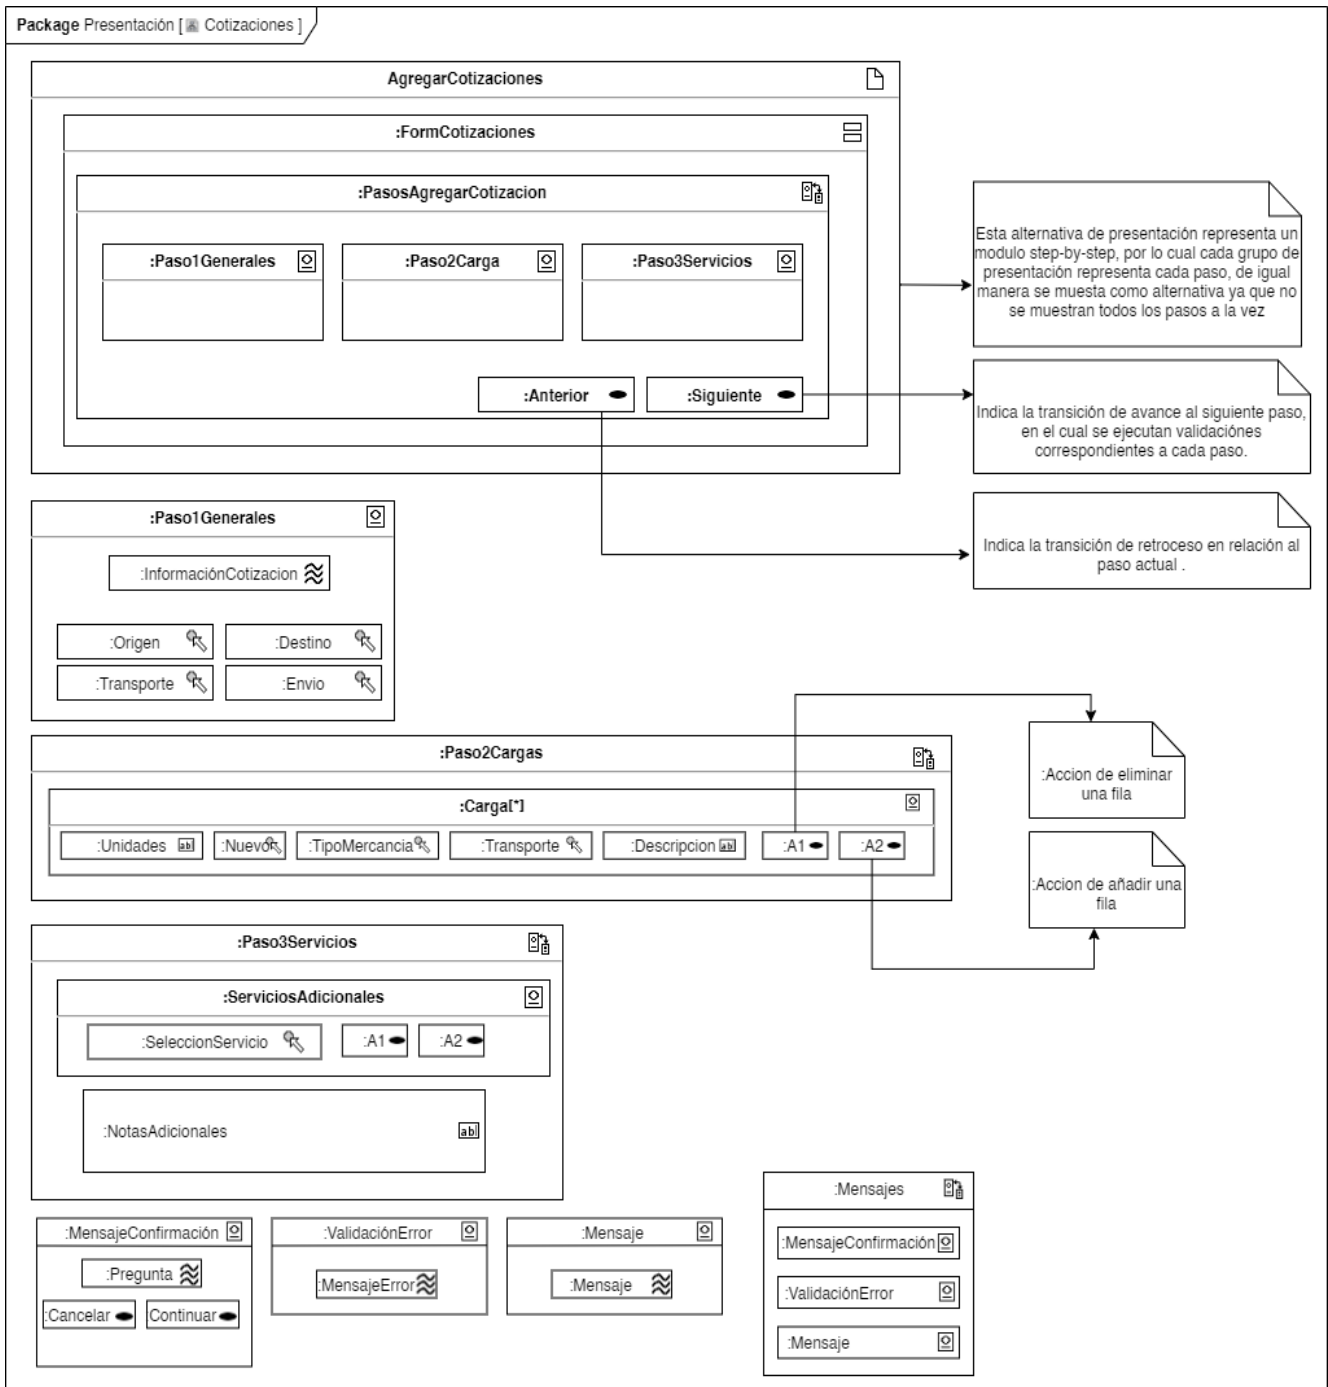 Package Presentación [ Cotizaciones ]
AgregarCotizaciones
:FormCotizaciones
:PasosAgregarCotizacion
:Paso1Generales
:Paso2Carga
:Paso3Servicios
:Anterior
:Siguiente
Esta alternativa de presentación representa un
modulo step-by-step, por lo cual cada grupo de
presentación representa cada paso, de igual
manera se muesta como alternativa ya que no
se muestran todos los pasos a la vez
Indica la transición de avance al siguiente paso,
en el cual se ejecutan validaciónes
correspondientes a cada paso.
Indica la transición de retroceso en relación al
paso actual .
:Paso1Generales
:InformaciónCotizacion
:Origen
:Destino
:Transporte
:Envio
:Paso2Cargas
:Carga[*]
:Unidades ab
:Nuevo
:TipoMercancia
:Transporte
:Descripcion ab
:A1
:A2
:Accion de eliminar
una fila
:Accion de añadir una
fila
:Paso3Servicios
:ServiciosAdicionales
:SeleccionServicio
:A1
:A2
:NotasAdicionales ab
:MensajeConfirmación
:Pregunta
:Cancelar
Continuar
:ValidaciónError
:MensajeError
:Mensaje
:Mensaje
:Mensajes
:MensajeConfirmación
:ValidaciónError
:Mensaje